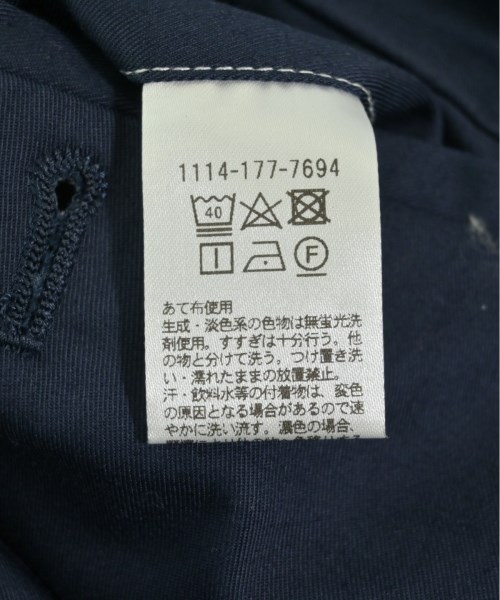 1114-177-7694
40
F
あて布使用
生成・淡色系の色物は無蛍光洗
剤使用。すすぎは十分行う。他
の物と分けて洗う。つけ置き洗
い・濡れたままの放置禁止。
汗・飲料水等の付着物は、変色
の原因となる場合があるので速
やかに洗い流す。濃色の場合、